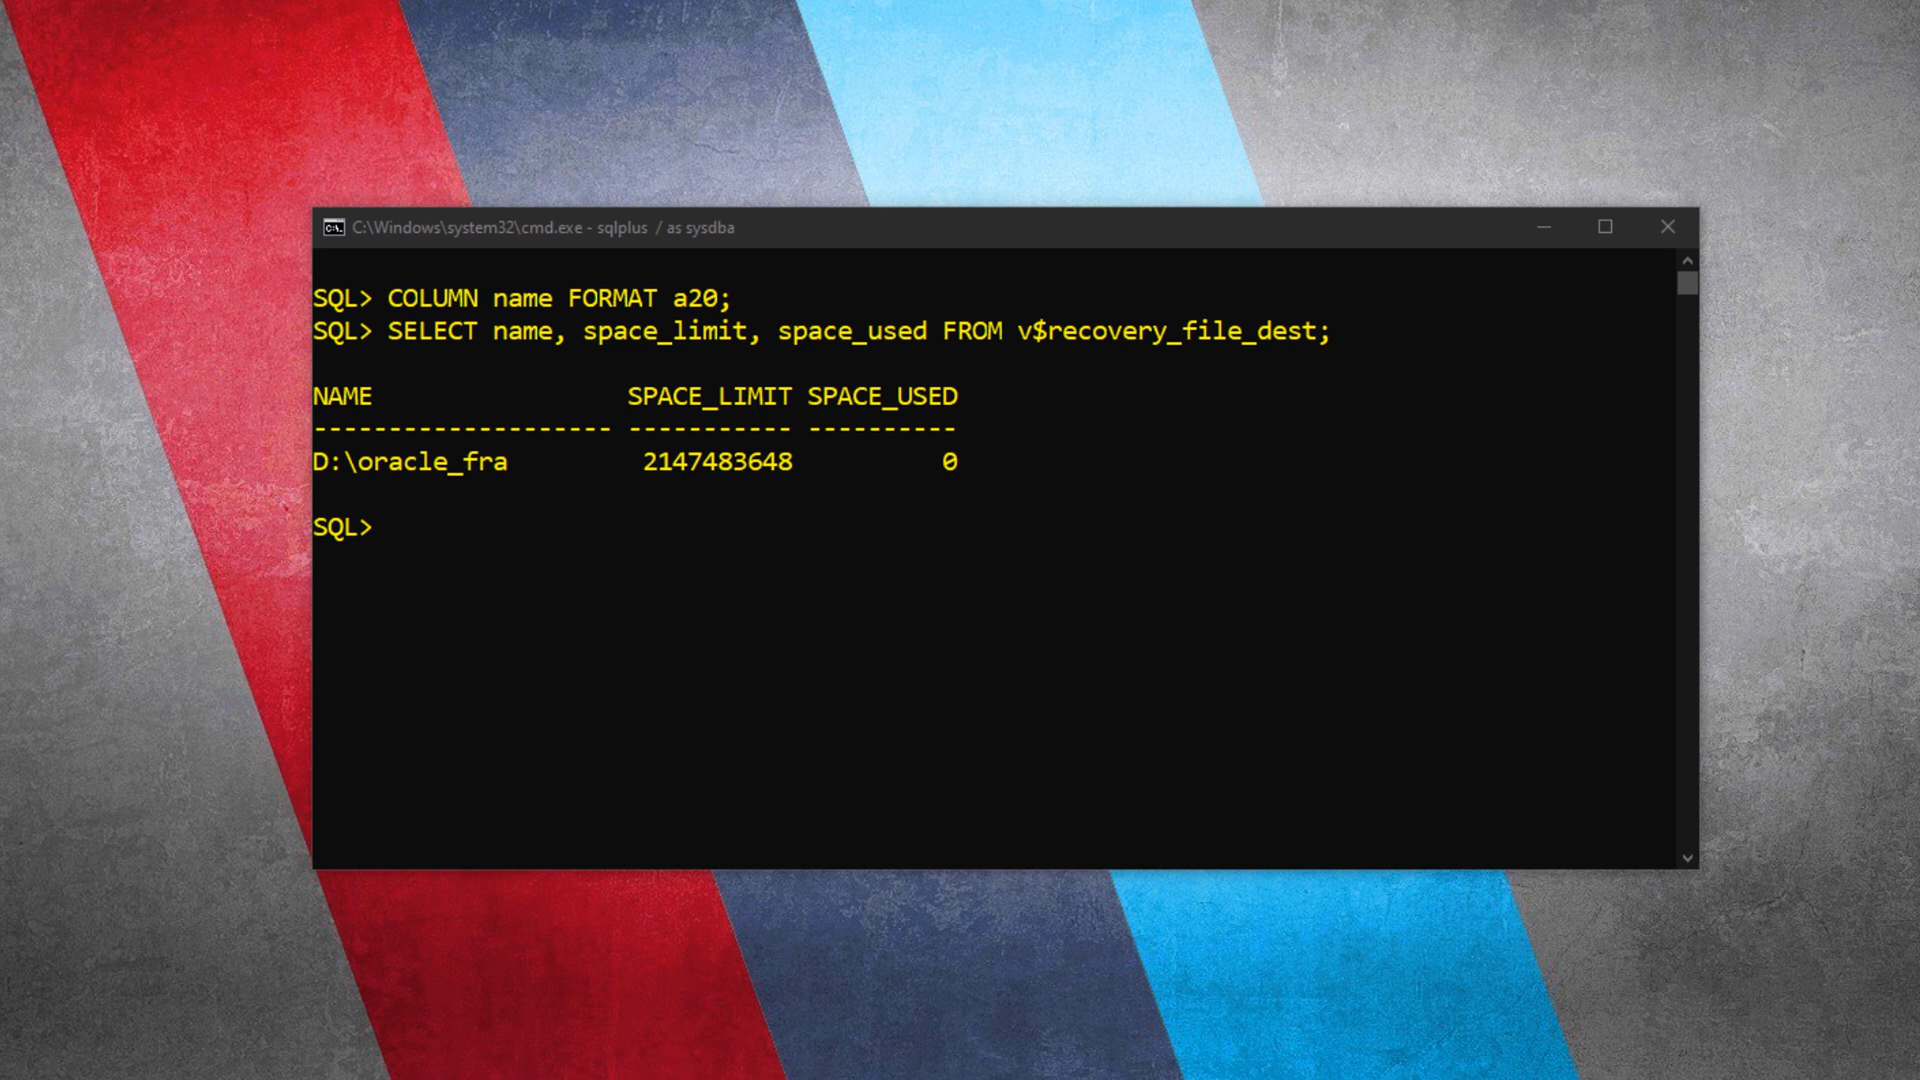 C:\Windows\system32\cmd.exe - sqlplus  / as sysdba
SQL> COLUMN name FORMAT a20;
SQL> SELECT name, space_limit, space_used FROM v$recovery_file_dest;
NAME                 SPACE_LIMIT SPACE_USED
-------------------- ----------- ----------
D:\oracle_fra         2147483648          0
SQL>